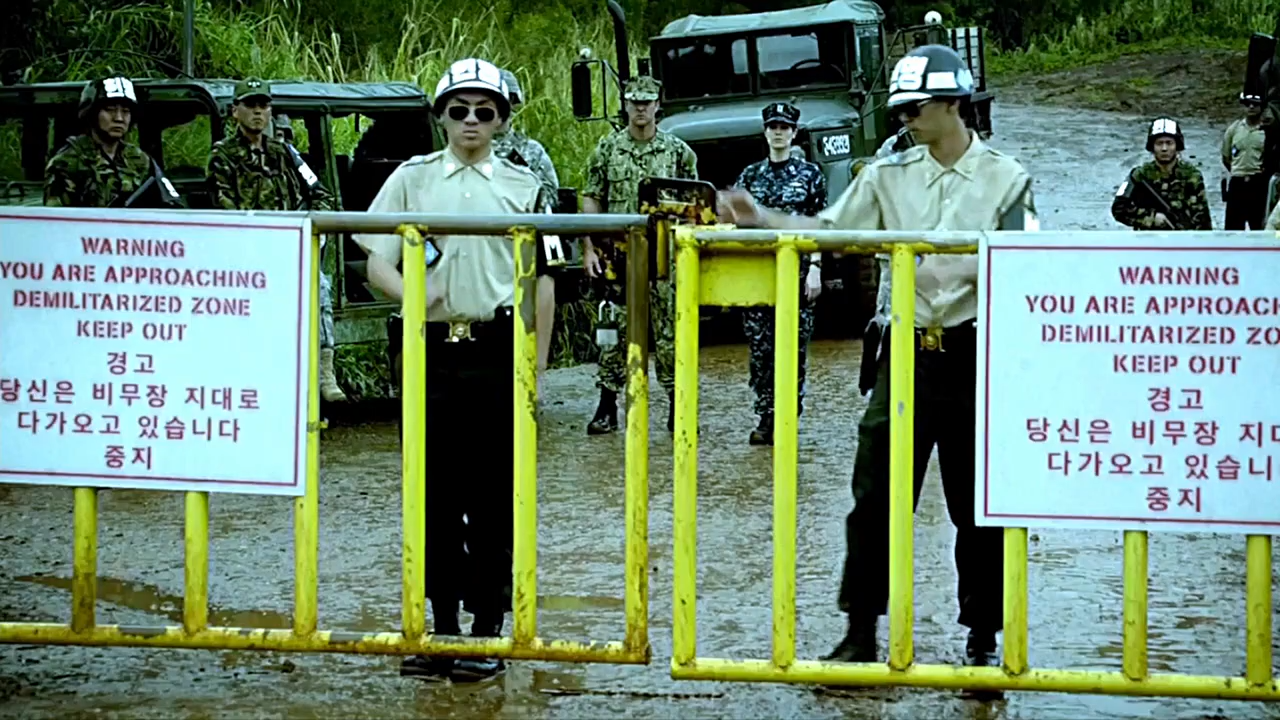 WARNING
YOU ARE APPROACHING
DEMILITARIZED ZONE
KEEP OUT
경고
당신은 비무장 지대로
다가오고 있습니다
중지
WARNING
YOU ARE APPROACH
DEMILITARIZED ZO
KEEP OUT
경고
당신은 비무장 지
다가오고 있습니
중지
M